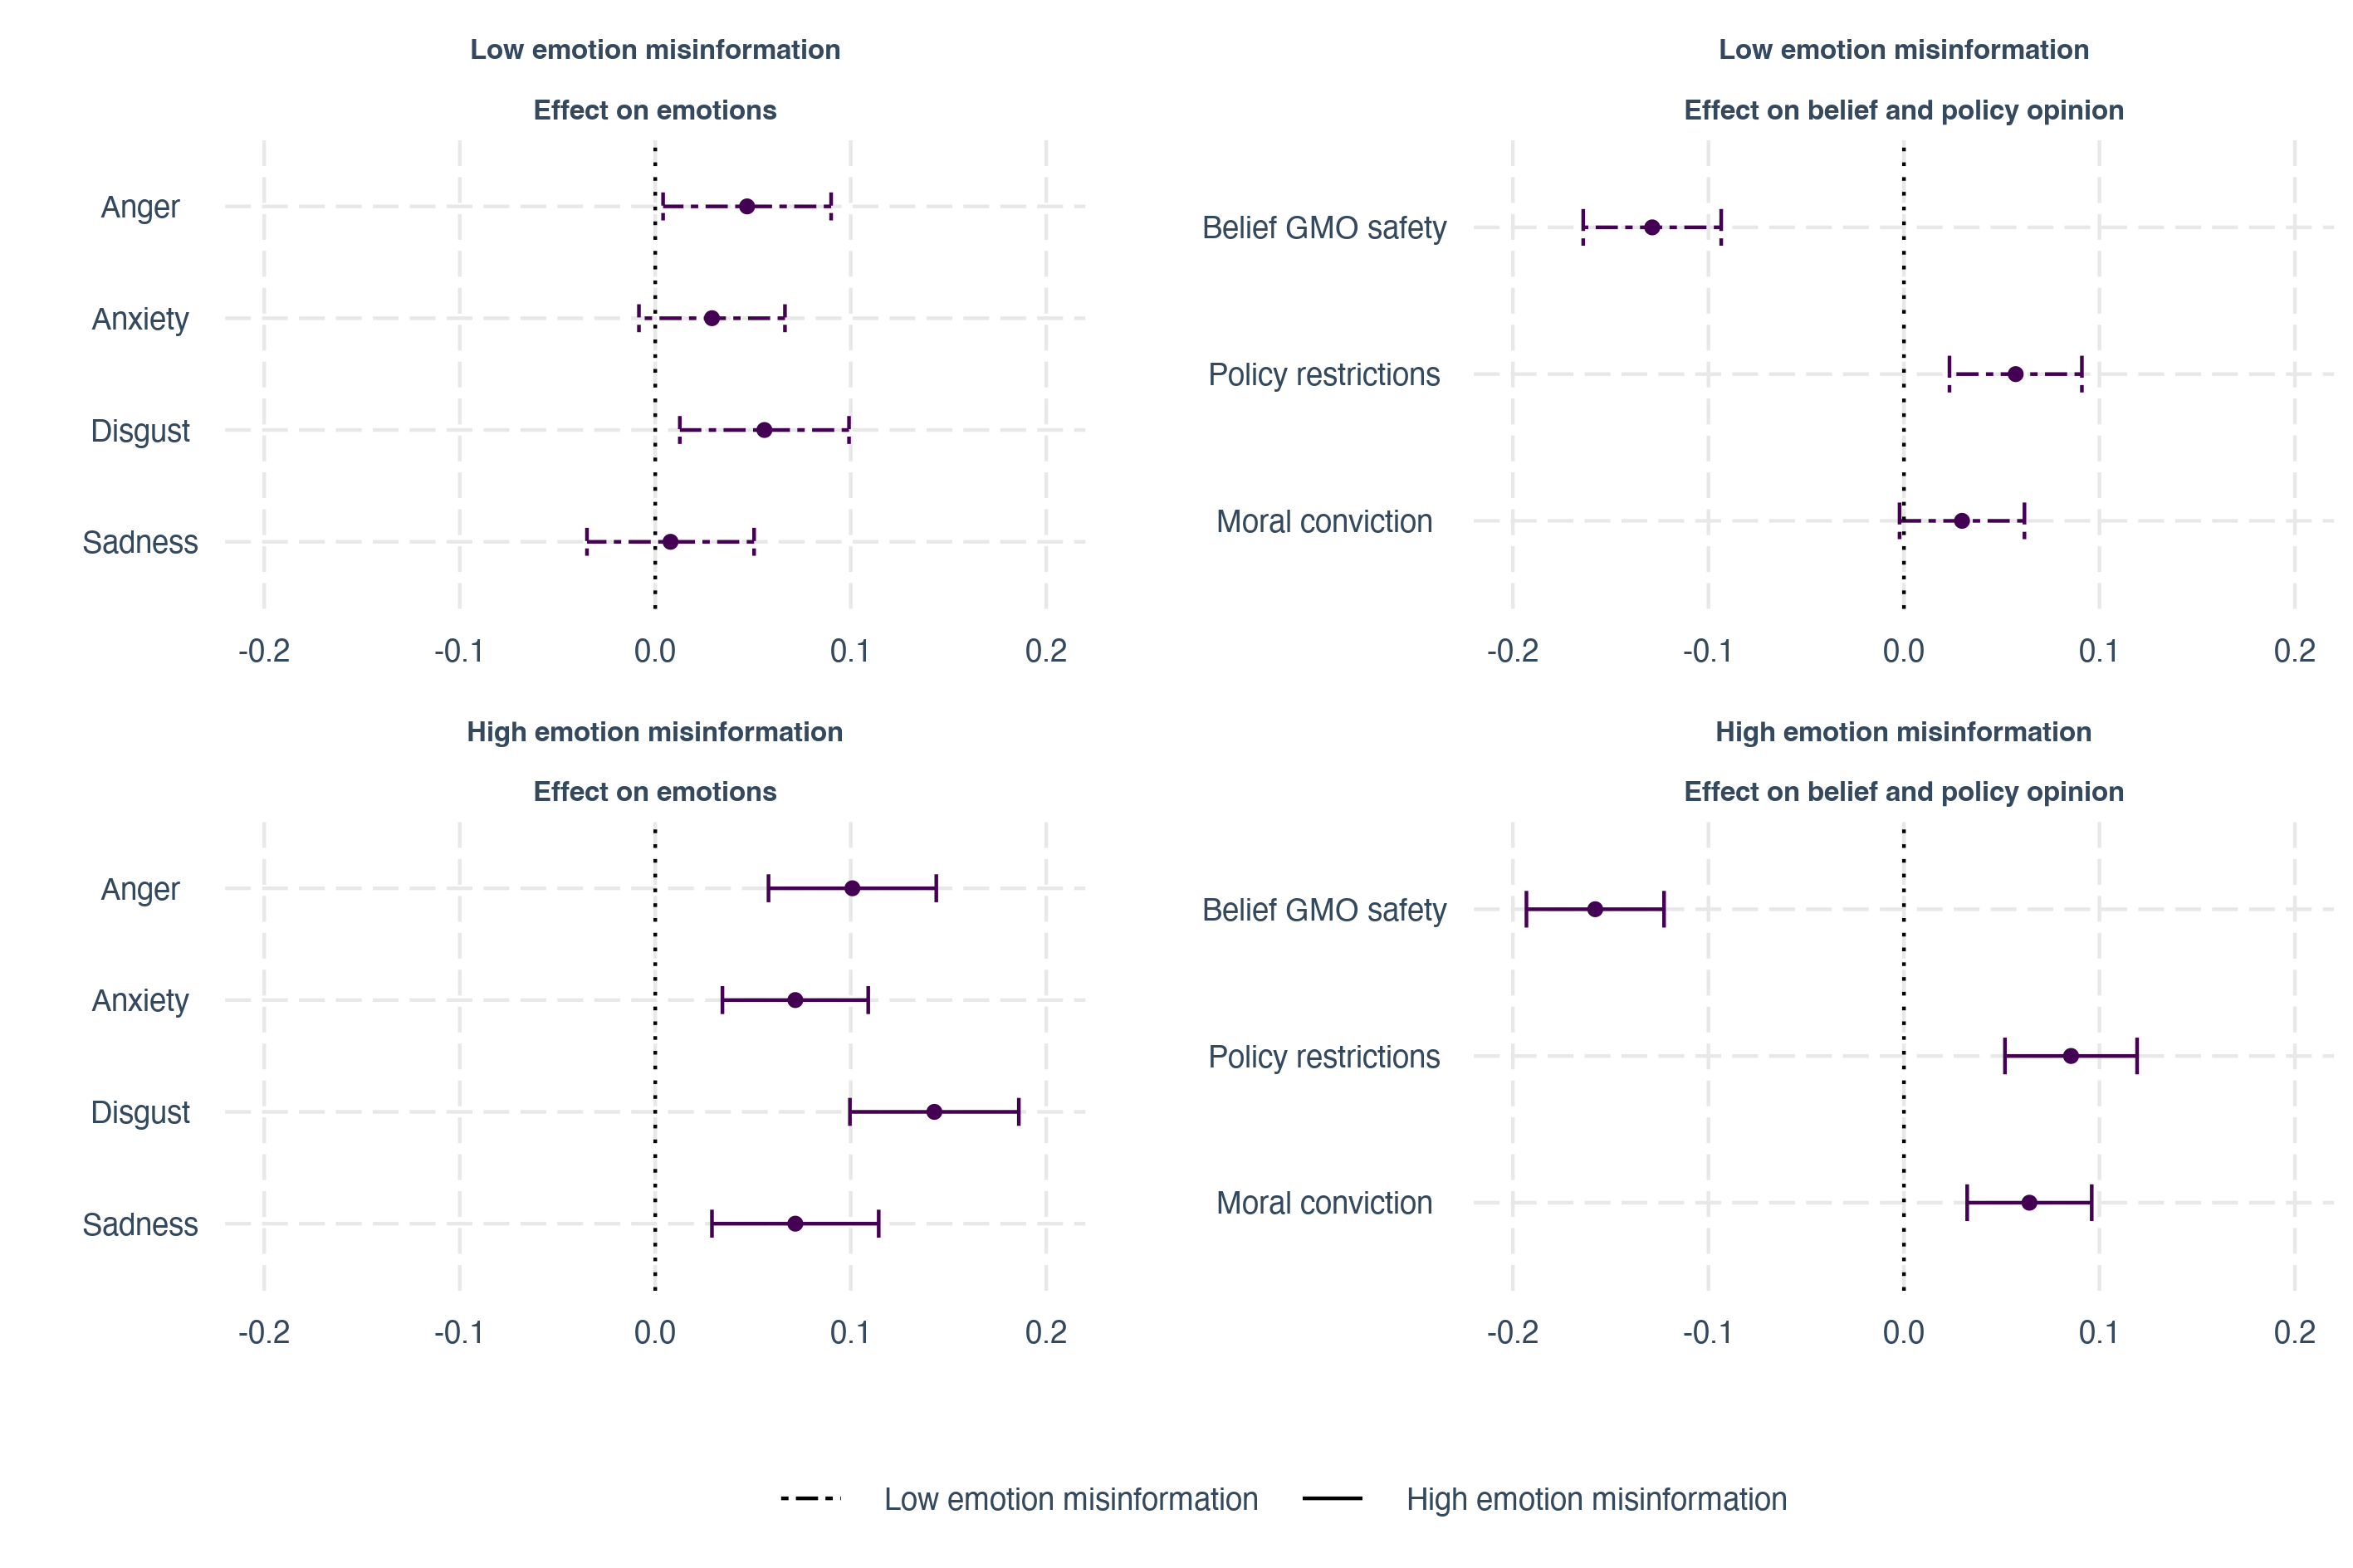 Low emotion misinformation
Effect on emotions
Anger
Anxiety
Disgust
Sadness
-0.2 -0.1 0.0 0.1 0.2
Low emotion misinformation
Effect on belief and policy opinion
Belief GMO safety
Policy restrictions
Moral conviction
-0.2 -0.1 0.0 0.1 0.2
High emotion misinformation
Effect on emotions
Anger
Anxiety
Disgust
Sadness
-0.2 -0.1 0.0 0.1 0.2
High emotion misinformation
Effect on belief and policy opinion
Belief GMO safety
Policy restrictions
Moral conviction
-0.2 -0.1 0.0 0.1 0.2
Low emotion misinformation High emotion misinformation